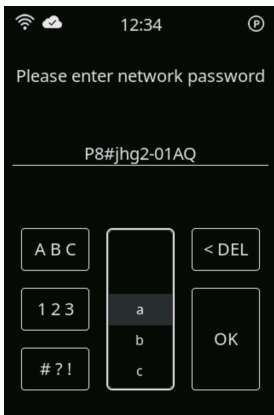 12:34 P
Please enter network password
P8#jhg2-01AQ
A B C
< DEL
1 2 3
a
b
c
OK
# ? !